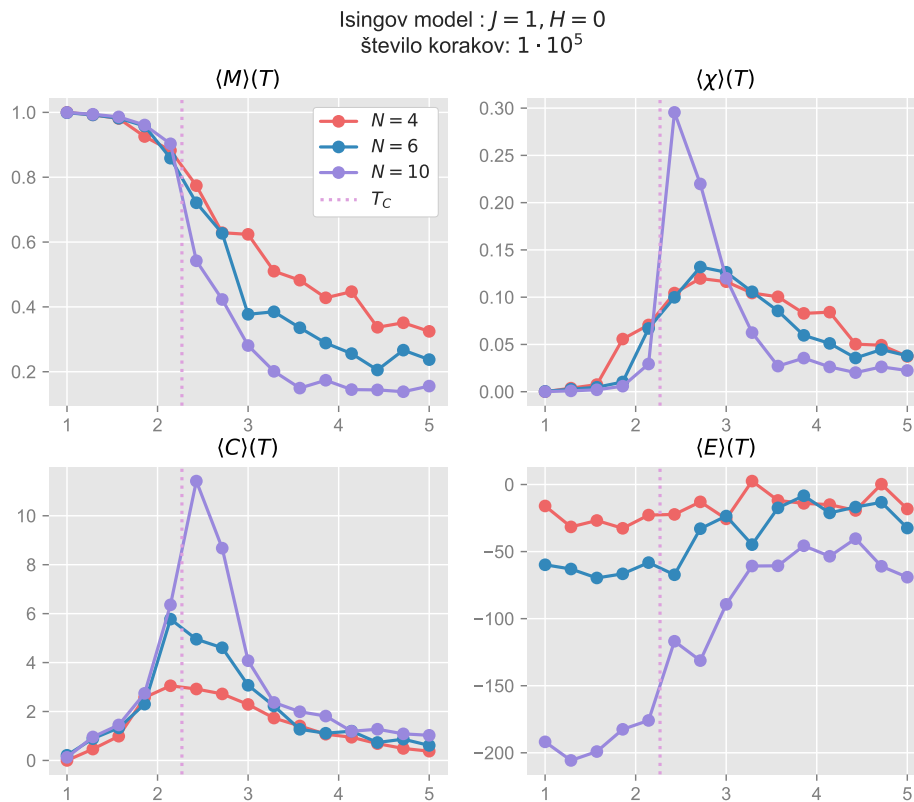 Isingov model : J = 1, H = 0
število korakov: 1 · 10⁵
⟨M⟩(T)
1.0
0.8
0.6
0.4
0.2
1 2 3 4 5
N = 4
N = 6
N = 10
T_C
⟨χ⟩(T)
0.30
0.25
0.20
0.15
0.10
0.05
0.00
1 2 3 4 5
⟨C⟩(T)
10
8
6
4
2
0
1 2 3 4 5
⟨E⟩(T)
0
−50
−100
−150
−200
1 2 3 4 5